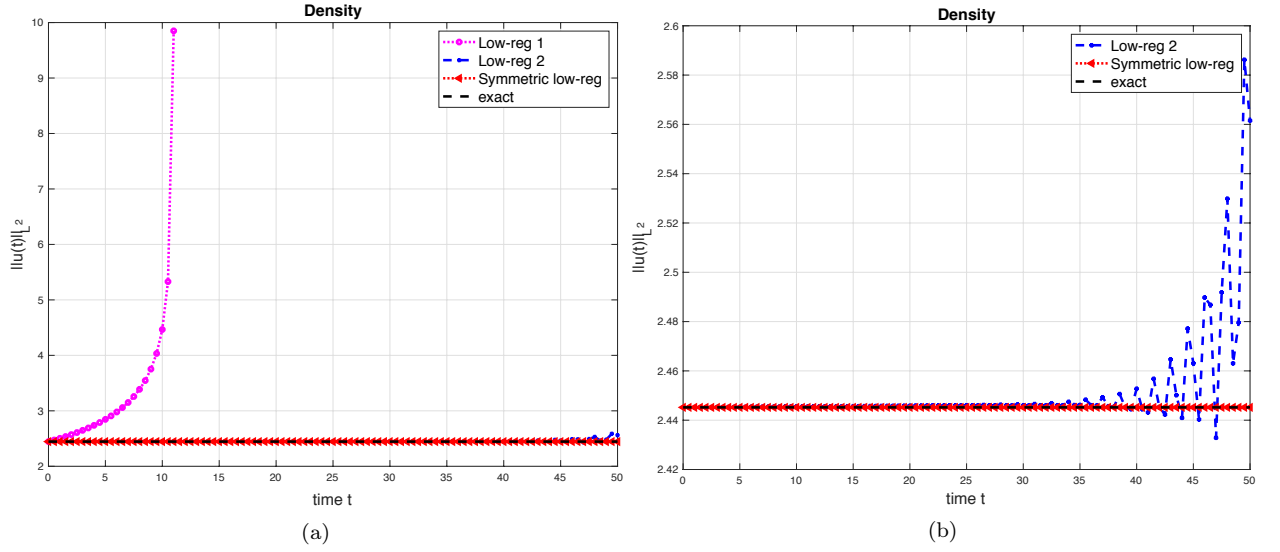 Density
10
9
8
7
6
5
4
3
2
||u(t)||_L²
Low-reg 1
Low-reg 2
Symmetric low-reg
exact
0 5 10 15 20 25 30 35 40 45 50
time t
(a)
Density
2.6
2.58
2.56
2.54
2.52
2.5
2.48
2.46
2.44
2.42
||u(t)||_L²
Low-reg 2
Symmetric low-reg
exact
0 5 10 15 20 25 30 35 40 45 50
time t
(b)